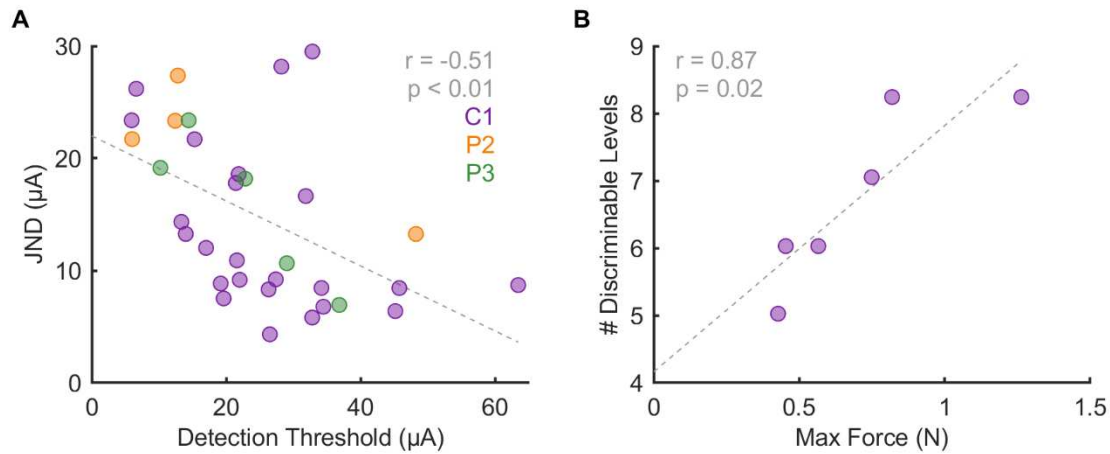 A
30
20
10
0
0
20
40
60
JND (µA)
Detection Threshold (µA)
r = -0.51
p < 0.01
C1
P2
P3
B
9
8
7
6
5
4
0
0.5
1
1.5
# Discriminable Levels
Max Force (N)
r = 0.87
p = 0.02